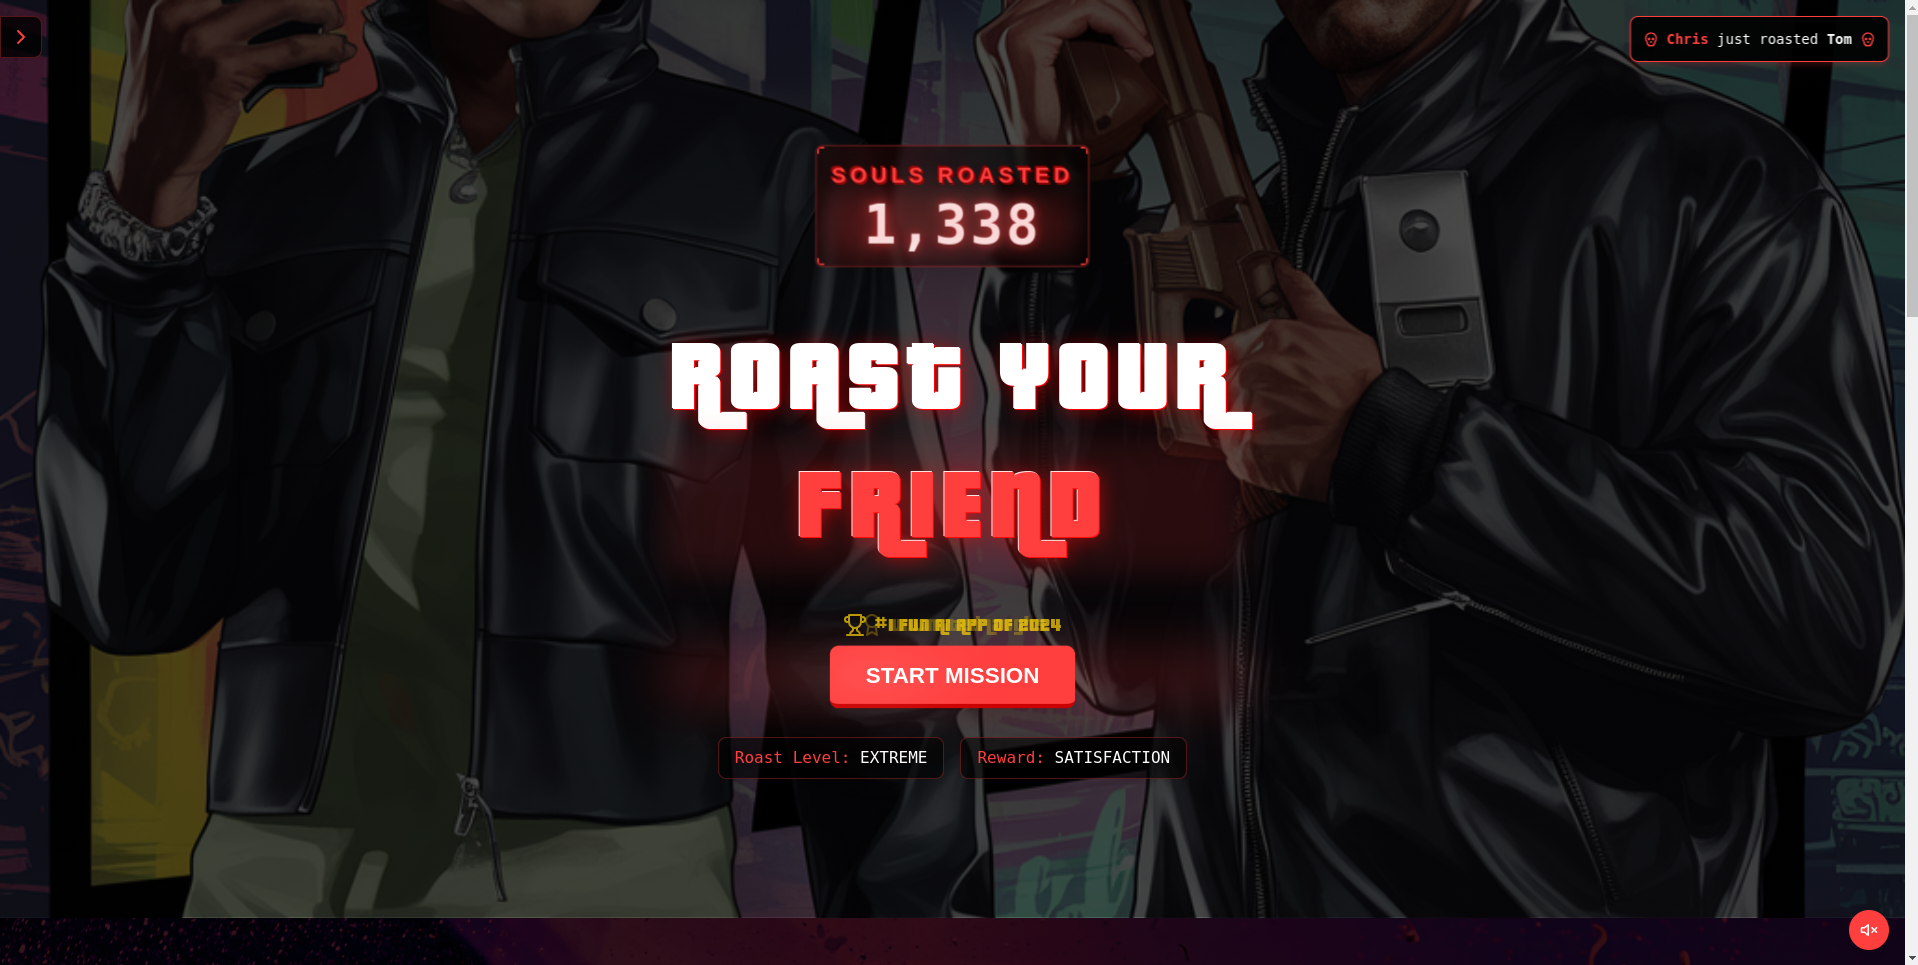 Chris just roasted Tom
SOULS ROASTED
1,338
ROAST YOUR
FRIEND
#1 FUN AI APP OF 2024
START MISSION
Roast Level: EXTREME
Reward: SATISFACTION